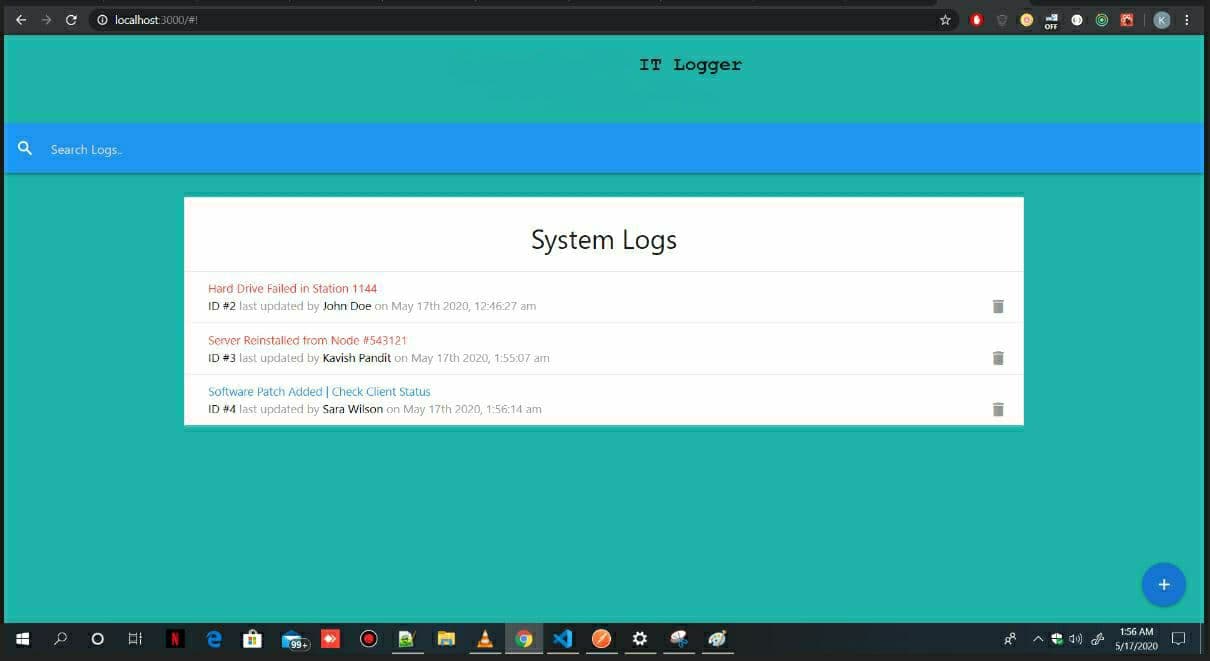 localhost:3000/#!
OFF
K
IT Logger
Search Logs..
System Logs
Hard Drive Failed in Station 1144
ID #2 last updated by John Doe on May 17th 2020, 12:46:27 am
Server Reinstalled from Node #543121
ID #3 last updated by Kavish Pandit on May 17th 2020, 1:55:07 am
Software Patch Added | Check Client Status
ID #4 last updated by Sara Wilson on May 17th 2020, 1:56:14 am
+
N
99+
1:56 AM
5/17/2020